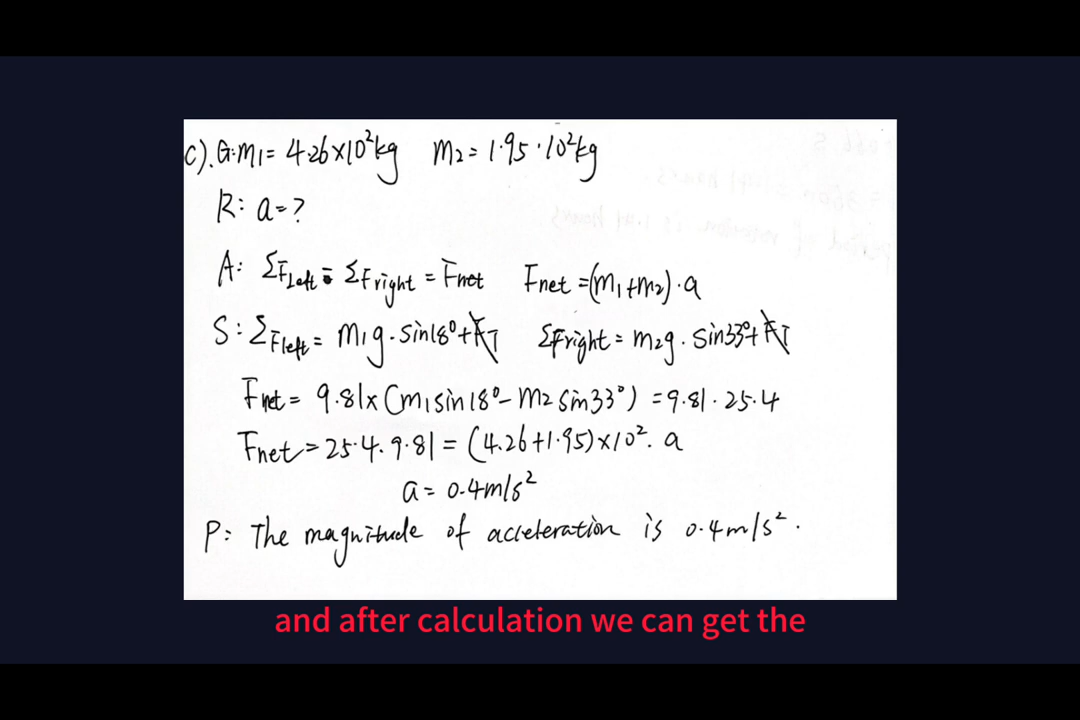 c). G: m1 = 4.26×10²kg m2 = 1.95·10²kg
R: a=?
A: ΣFleft = ΣFright = Fnet Fnet =(m1+m2)·a
S: ΣFleft = m1g·sin18°+FT ΣFright = m2g·sin33°+FT
Fnet = 9.81×(m1sin18°-m2sin33°) =9.81·25.4
Fnet=25.4·9.81=(4.26+1.95)×10²·a
a= 0.4m/s²
P: The magnitude of acceleration is 0.4m/s².
and after calculation we can get the